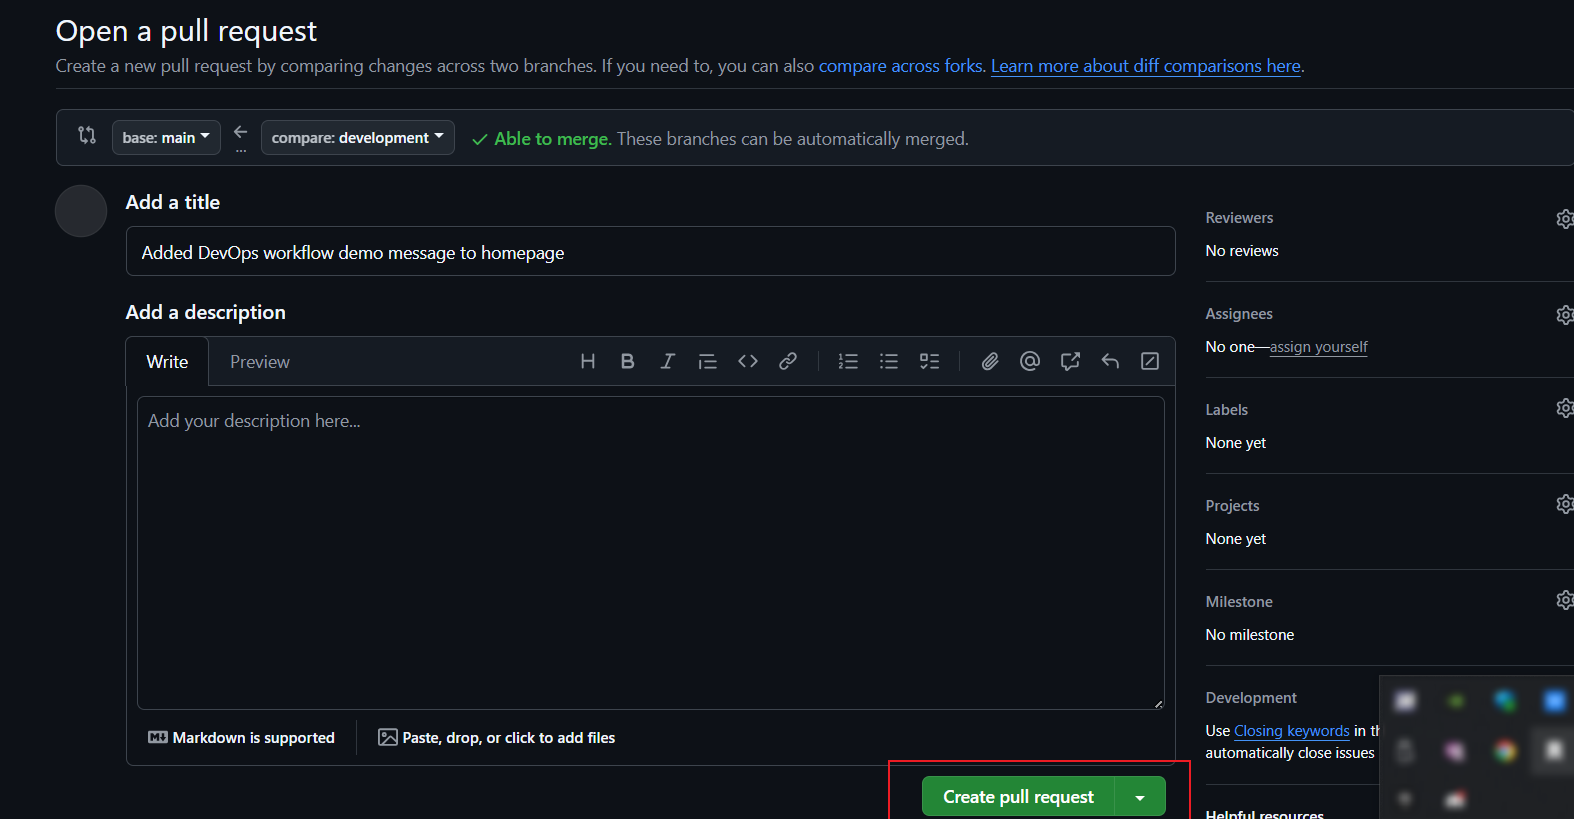 Open a pull request
Create a new pull request by comparing changes across two branches. If you need to, you can also compare across forks. Learn more about diff comparisons here.
base: main
...
compare: development
Able to merge. These branches can be automatically merged.
Add a title
Added DevOps workflow demo message to homepage
Add a description
Write
Preview
Add your description here...
Markdown is supported
Paste, drop, or click to add files
Create pull request
Reviewers
No reviews
Assignees
No one—assign yourself
Labels
None yet
Projects
None yet
Milestone
No milestone
Development
Use Closing keywords in
automatically close issues
Helpful resources